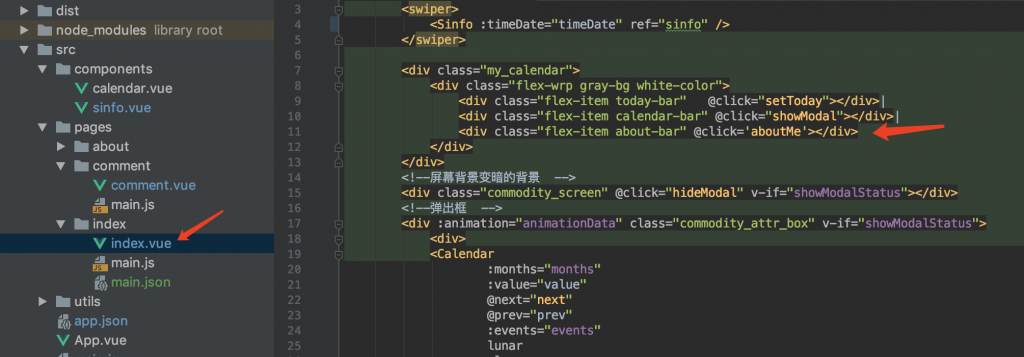 dist
node_modules library root
src
components
calendar.vue
sinfo.vue
pages
about
comment
comment.vue
main.js
index
index.vue
main.js
main.json
utils
app.json
App.vue
3 <swiper>
4 <Sinfo :timeDate="timeDate" ref="sinfo" />
5 </swiper>
6
7 <div class="my_calendar">
8 <div class="flex-wrp gray-bg white-color">
9 <div class="flex-item today-bar" @click="setToday"></div>|
10 <div class="flex-item calendar-bar" @click="showModal"></div>|
11 <div class="flex-item about-bar" @click='aboutMe'></div>
12 </div>
13 </div>
14 <!--屏幕背景变暗的背景 -->
15 <div class="commodity_screen" @click="hideModal" v-if="showModalStatus"></div>
16 <!--弹出框 -->
17 <div :animation="animationData" class="commodity_attr_box" v-if="showModalStatus">
18 <div>
19 <Calendar
20 :months="months"
21 :value="value"
22 @next="next"
23 @prev="prev"
24 :events="events"
25 lunar